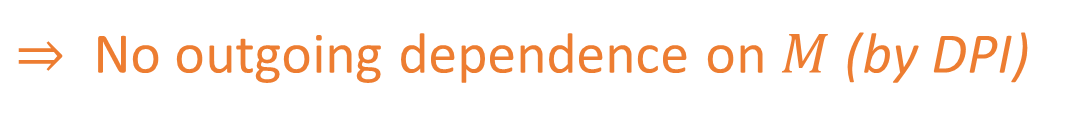 ⇒ No outgoing dependence on M (by DPI)